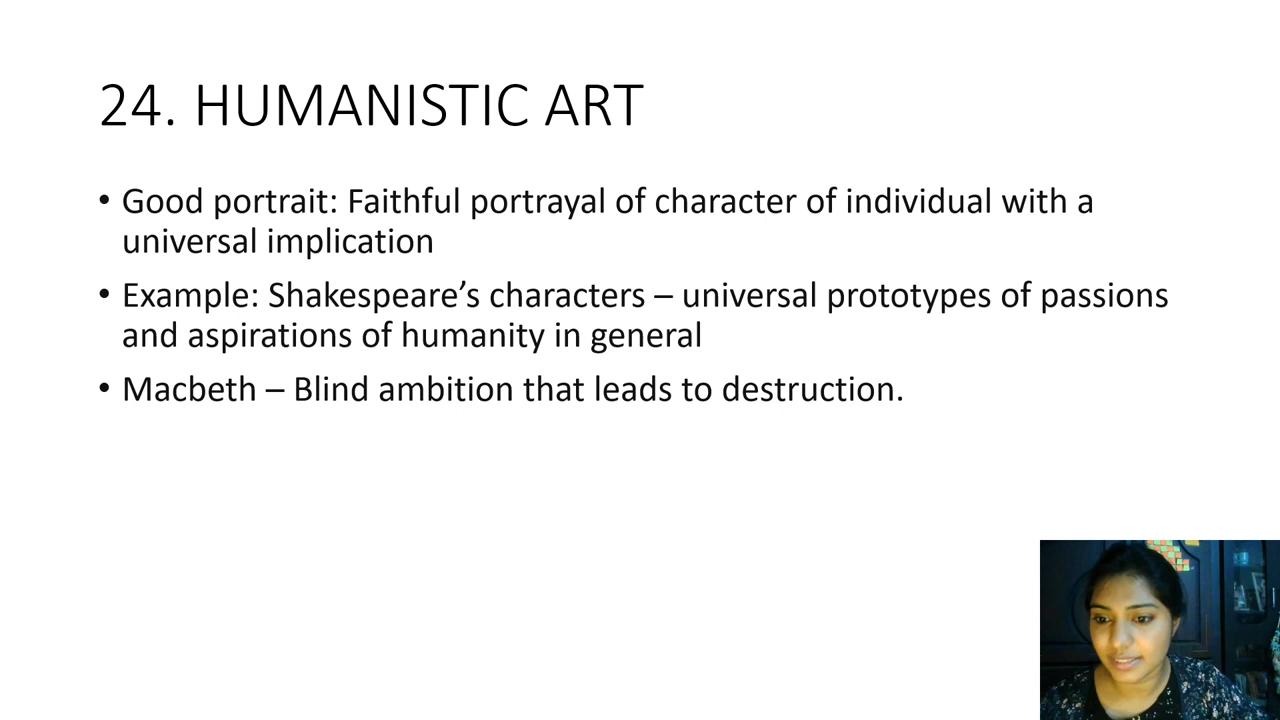 24. HUMANISTIC ART
• Good portrait: Faithful portrayal of character of individual with a
universal implication
• Example: Shakespeare’s characters – universal prototypes of passions
and aspirations of humanity in general
• Macbeth – Blind ambition that leads to destruction.